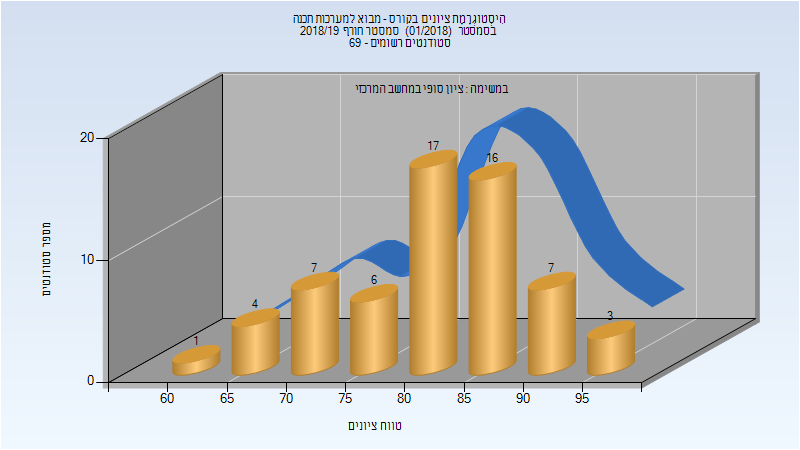 היסטוגרמת ציונים בקורס - מבוא למערכות תכנה
בסמסטר (01/2018) סמסטר חורף 2018/19
סטודנטים רשומים - 69
במשימה : ציון סופי במחשב המרכזי
17
16
7
7
6
4
3
1
20
10
0
מספר סטודנטים
60 65 70 75 80 85 90 95
טווח ציונים